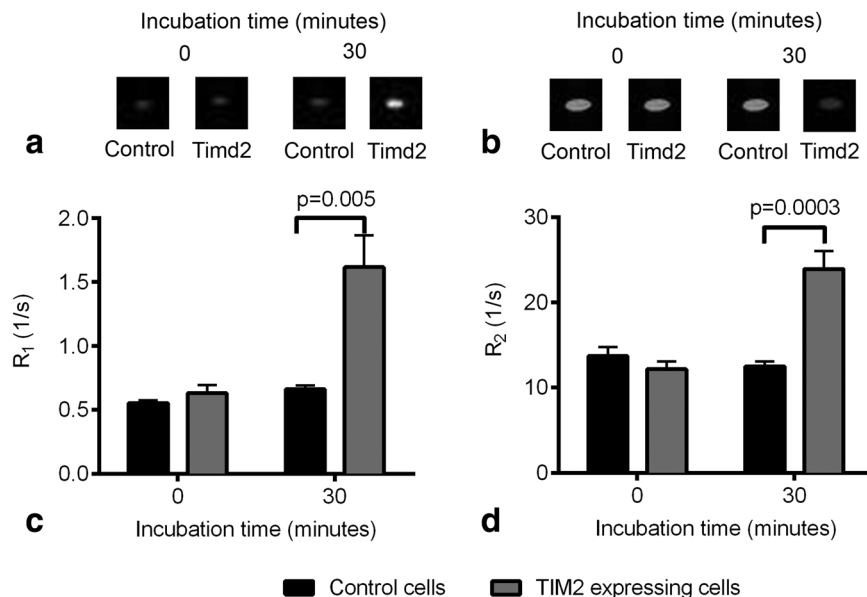 Incubation time (minutes)
0 30
a
Control Timd2 Control Timd2
Incubation time (minutes)
0 30
b
Control Timd2 Control Timd2
p=0.005
2.0
1.5
1.0
0.5
0.0
R1 (1/s)
0 30
c
Incubation time (minutes)
p=0.0003
30
20
10
0
R2 (1/s)
0 30
d
Incubation time (minutes)
Control cells TIM2 expressing cells